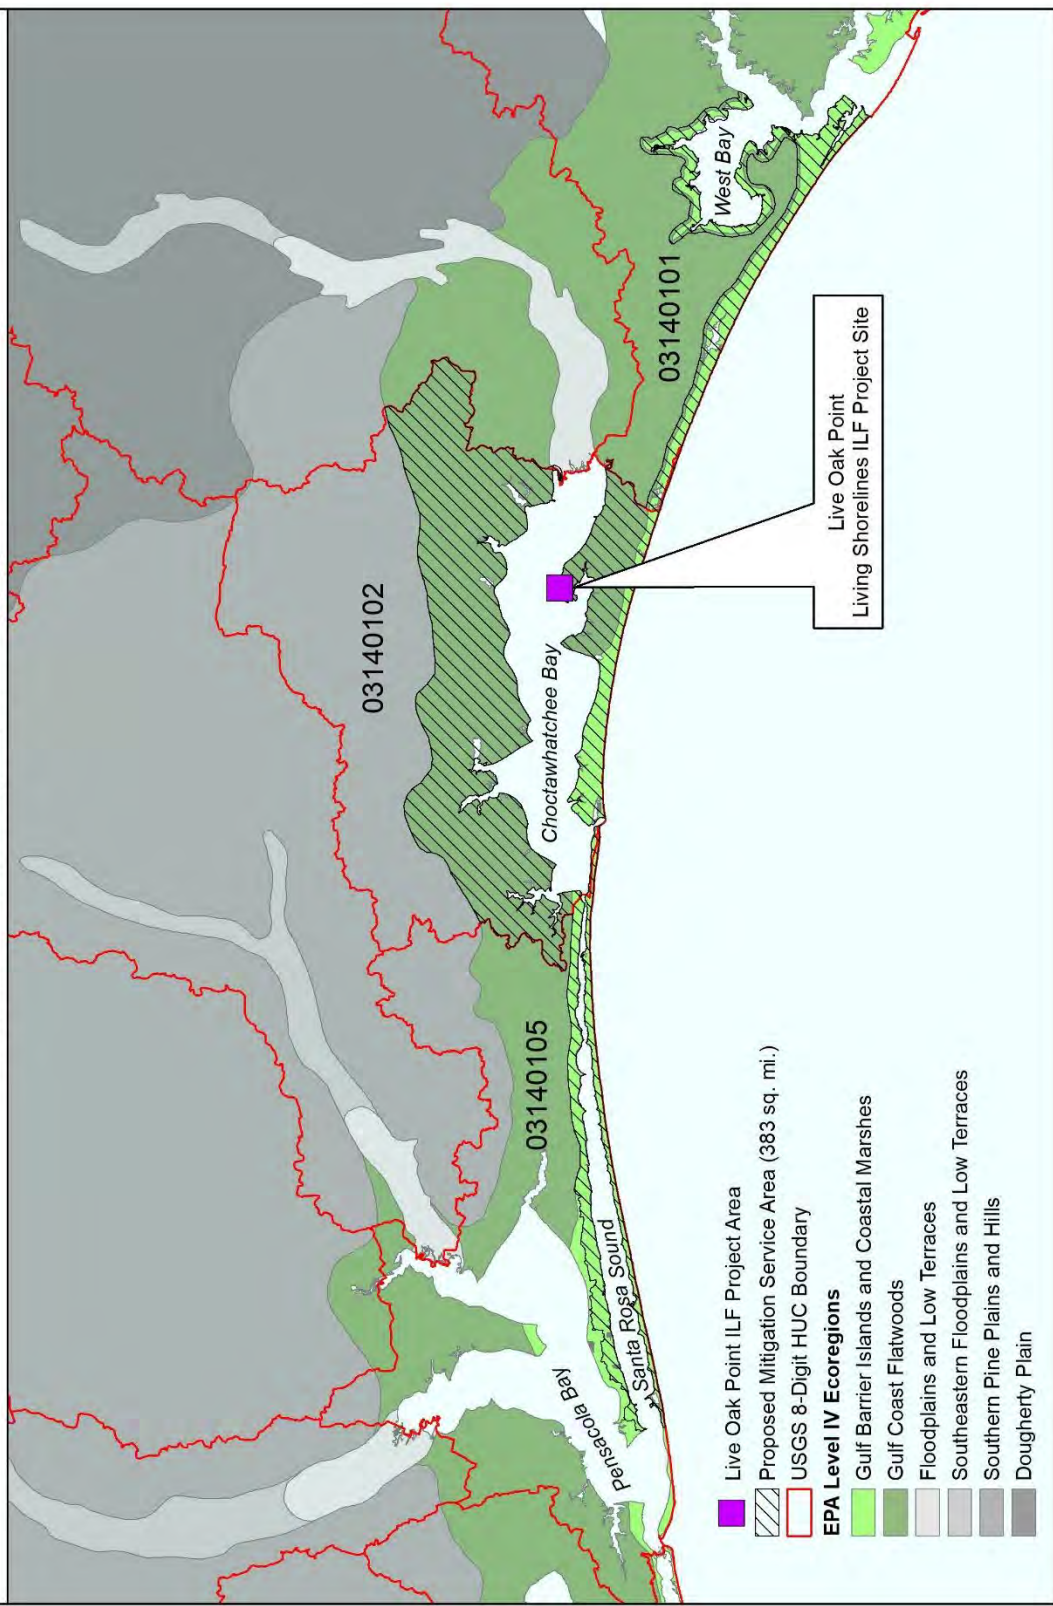 03140102
03140101
03140105
West Bay
Choctawhatchee Bay
Santa Rosa Sound
Pensacola Bay
Live Oak Point
Living Shorelines ILF Project Site
Live Oak Point ILF Project Area
Proposed Mitigation Service Area (383 sq. mi.)
USGS 8-Digit HUC Boundary
EPA Level IV Ecoregions
Gulf Barrier Islands and Coastal Marshes
Gulf Coast Flatwoods
Floodplains and Low Terraces
Southeastern Floodplains and Low Terraces
Southern Pine Plains and Hills
Dougherty Plain